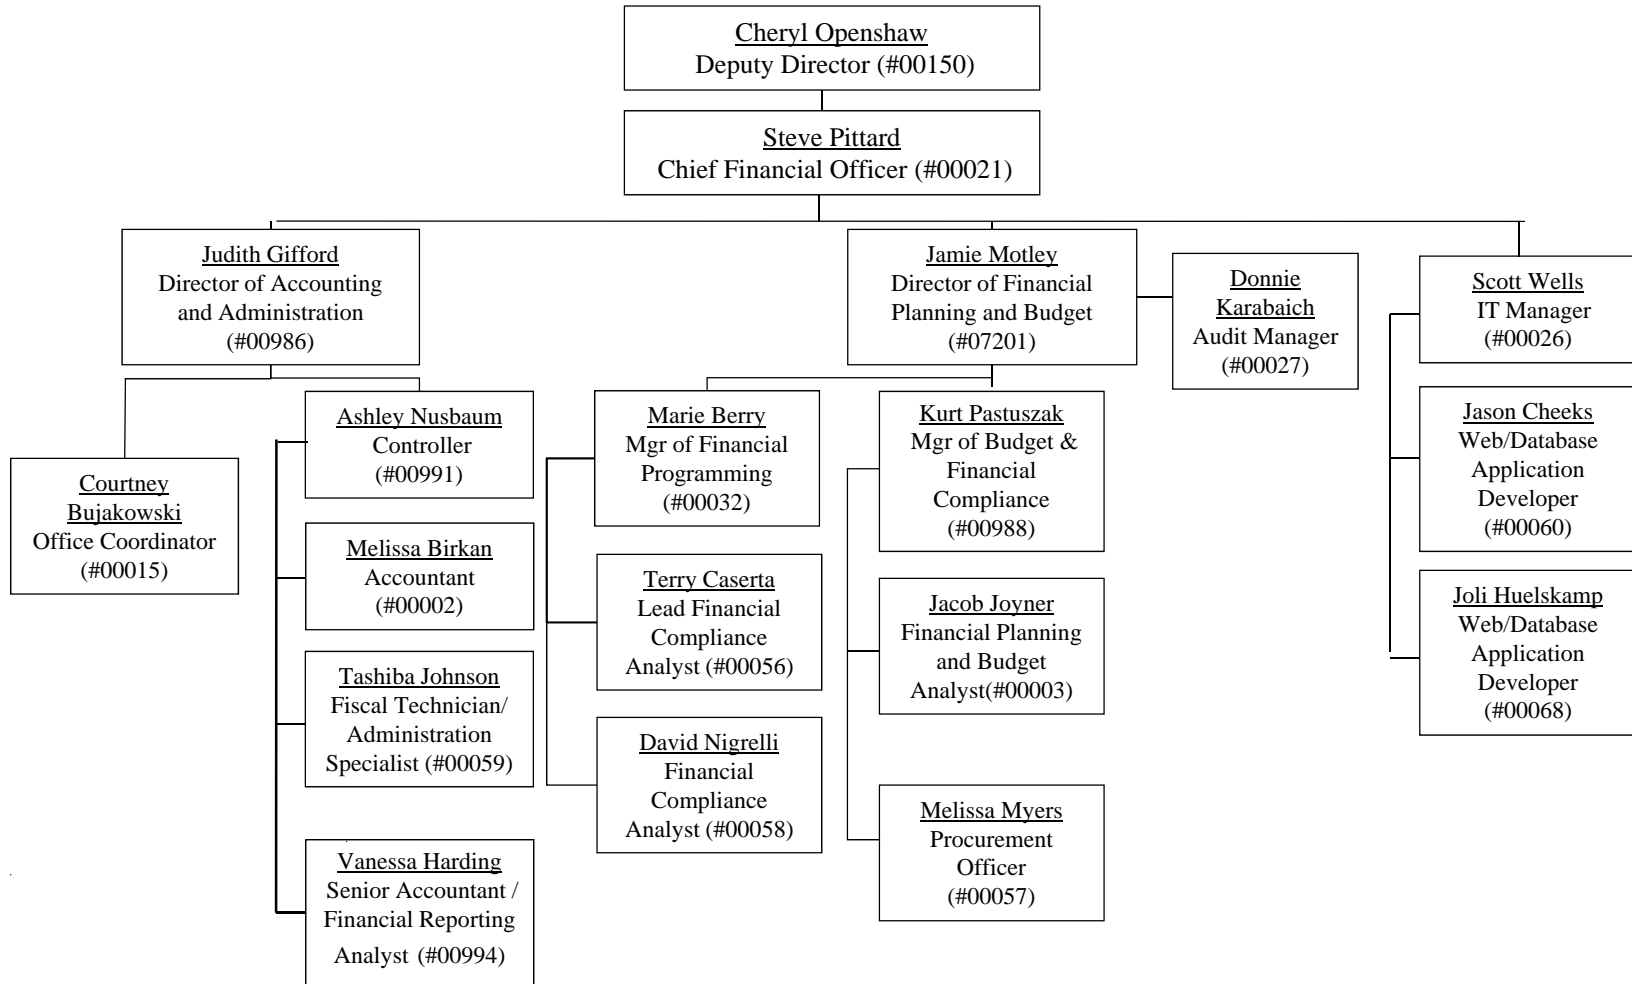 Cheryl Openshaw
Deputy Director (#00150)
Steve Pittard
Chief Financial Officer (#00021)
Judith Gifford
Director of Accounting
and Administration
(#00986)
Jamie Motley
Director of Financial
Planning and Budget
(#07201)
Donnie
Karabaich
Audit Manager
(#00027)
Scott Wells
IT Manager
(#00026)
Courtney
Bujakowski
Office Coordinator
(#00015)
Ashley Nusbaum
Controller
(#00991)
Melissa Birkan
Accountant
(#00002)
Tashiba Johnson
Fiscal Technician/
Administration
Specialist (#00059)
Vanessa Harding
Senior Accountant /
Financial Reporting
Analyst (#00994)
Marie Berry
Mgr of Financial
Programming
(#00032)
Terry Caserta
Lead Financial
Compliance
Analyst (#00056)
David Nigrelli
Financial
Compliance
Analyst (#00058)
Kurt Pastuszak
Mgr of Budget &
Financial
Compliance
(#00988)
Jacob Joyner
Financial Planning
and Budget
Analyst(#00003)
Melissa Myers
Procurement
Officer
(#00057)
Jason Cheeks
Web/Database
Application
Developer
(#00060)
Joli Huelskamp
Web/Database
Application
Developer
(#00068)